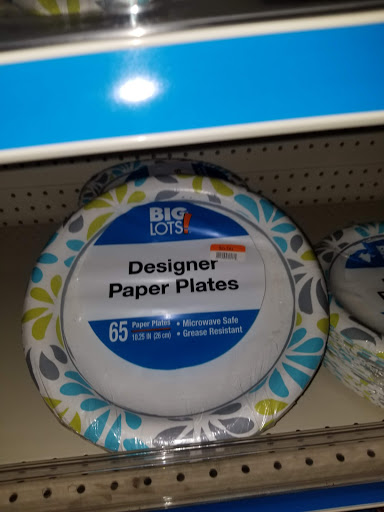 BIG
LOTS!
Designer
Paper Plates
65 Paper Plates • Microwave Safe
10.25 IN (26 cm) • Grease Resistant